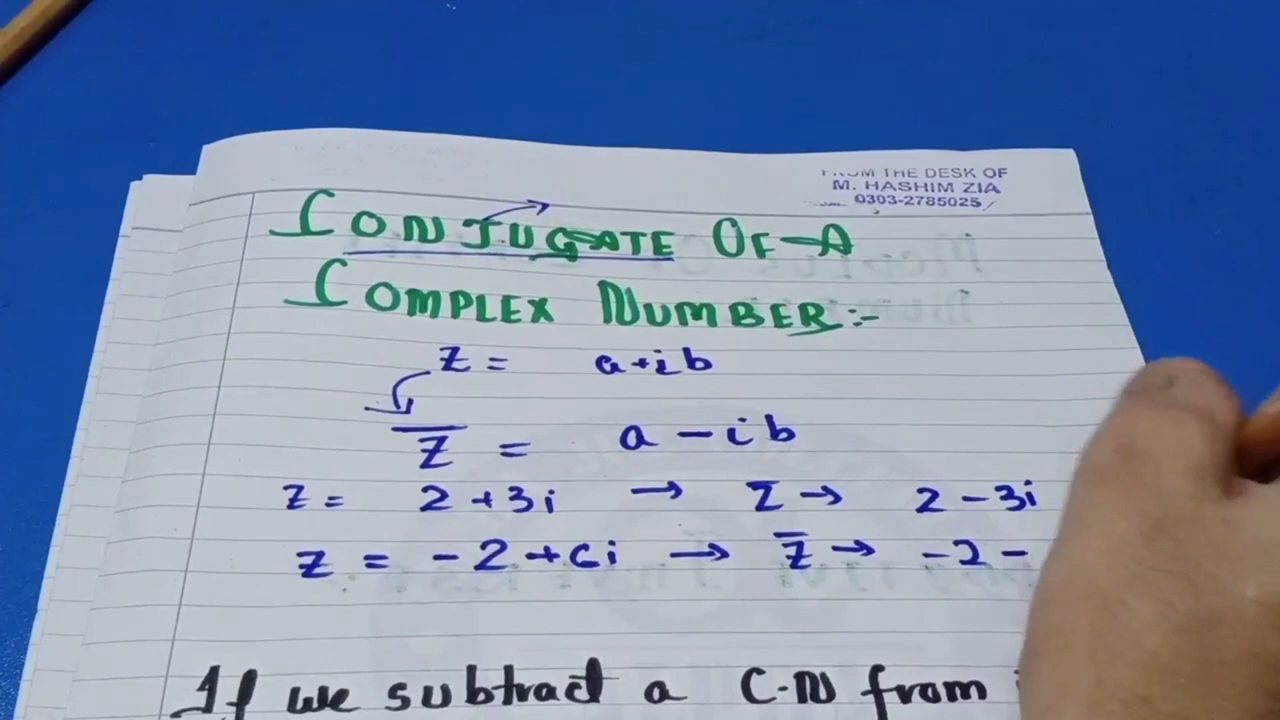 FROM THE DESK OF
M. HASHIM ZIA
0303-2785025
CONJUGATE OF A
COMPLEX NUMBER:-
z = a+ib
z̅ = a-ib
z = 2+3i → z̅ → 2-3i
z = -2+6i → z̅ → -2-
If we subtract a C-N from